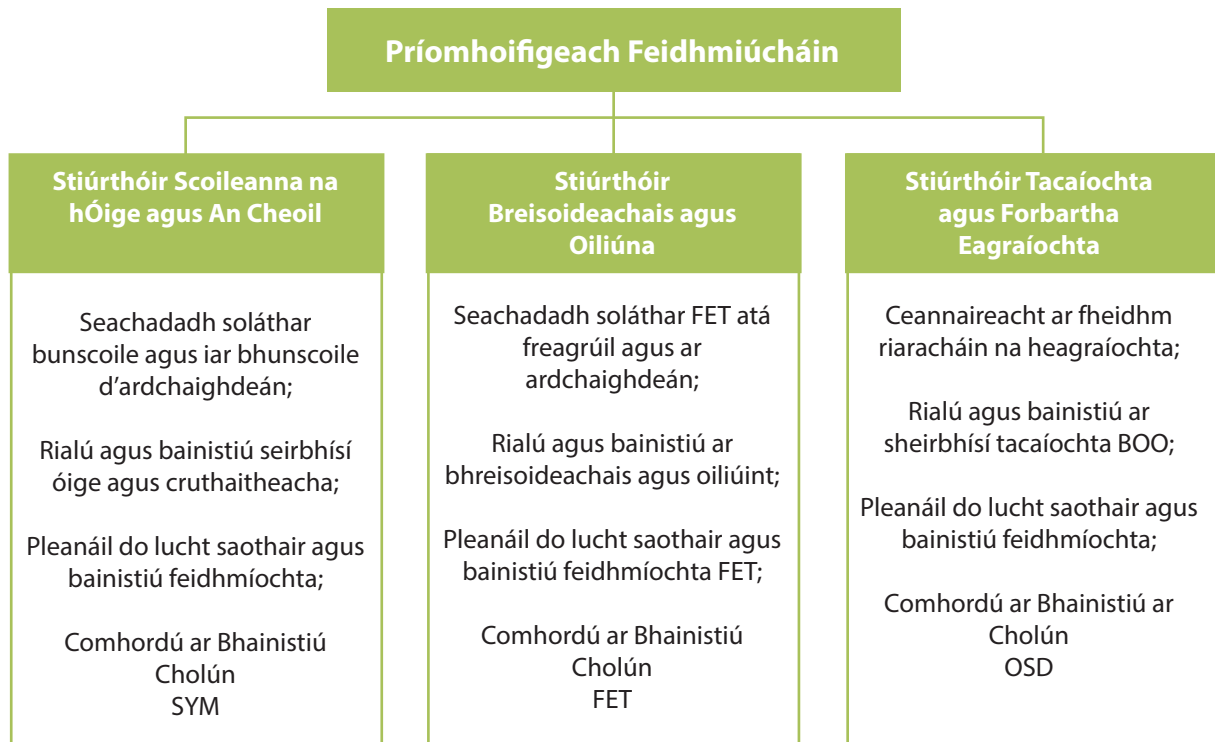 Príomhoifigeach Feidhmiúcháin
Stiúrthóir Scoileanna na
hÓige agus An Cheoil
Seachadadh soláthar
bunscoile agus iar bhunscoile
d'ardchaighdeán;
Rialú agus bainistiú seirbhísí
óige agus cruthaitheacha;
Pleanáil do lucht saothair agus
bainistiú feidhmíochta;
Comhordú ar Bhainistiú
Cholún
SYM
Stiúrthóir
Breisoideachais agus
Oiliúna
Seachadadh soláthar FET atá
freagrúil agus ar
ardchaighdeán;
Rialú agus bainistiú ar
bhreisoideachais agus oiliúint;
Pleanáil do lucht saothair agus
bainistiú feidhmíochta FET;
Comhordú ar Bhainistiú
Cholún
FET
Stiúrthóir Tacaíochta
agus Forbartha
Eagraíochta
Ceannaireacht ar fheidhm
riaracháin na heagraíochta;
Rialú agus bainistiú ar
sheirbhísí tacaíochta BOO;
Pleanáil do lucht saothair agus
bainistiú feidhmíochta;
Comhordú ar Bhainistiú ar
Cholún
OSD